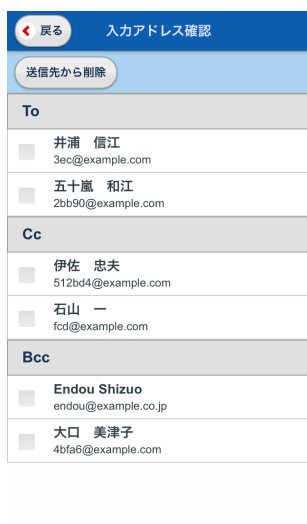 戻る
入力アドレス確認
送信先から削除
To
井浦　信江
3ec@example.com
五十嵐　和江
2bb90@example.com
Cc
伊佐　忠夫
512bd4@example.com
石山　一
fcd@example.com
Bcc
Endou Shizuo
endou@example.co.jp
大口　美津子
4bfa6@example.com